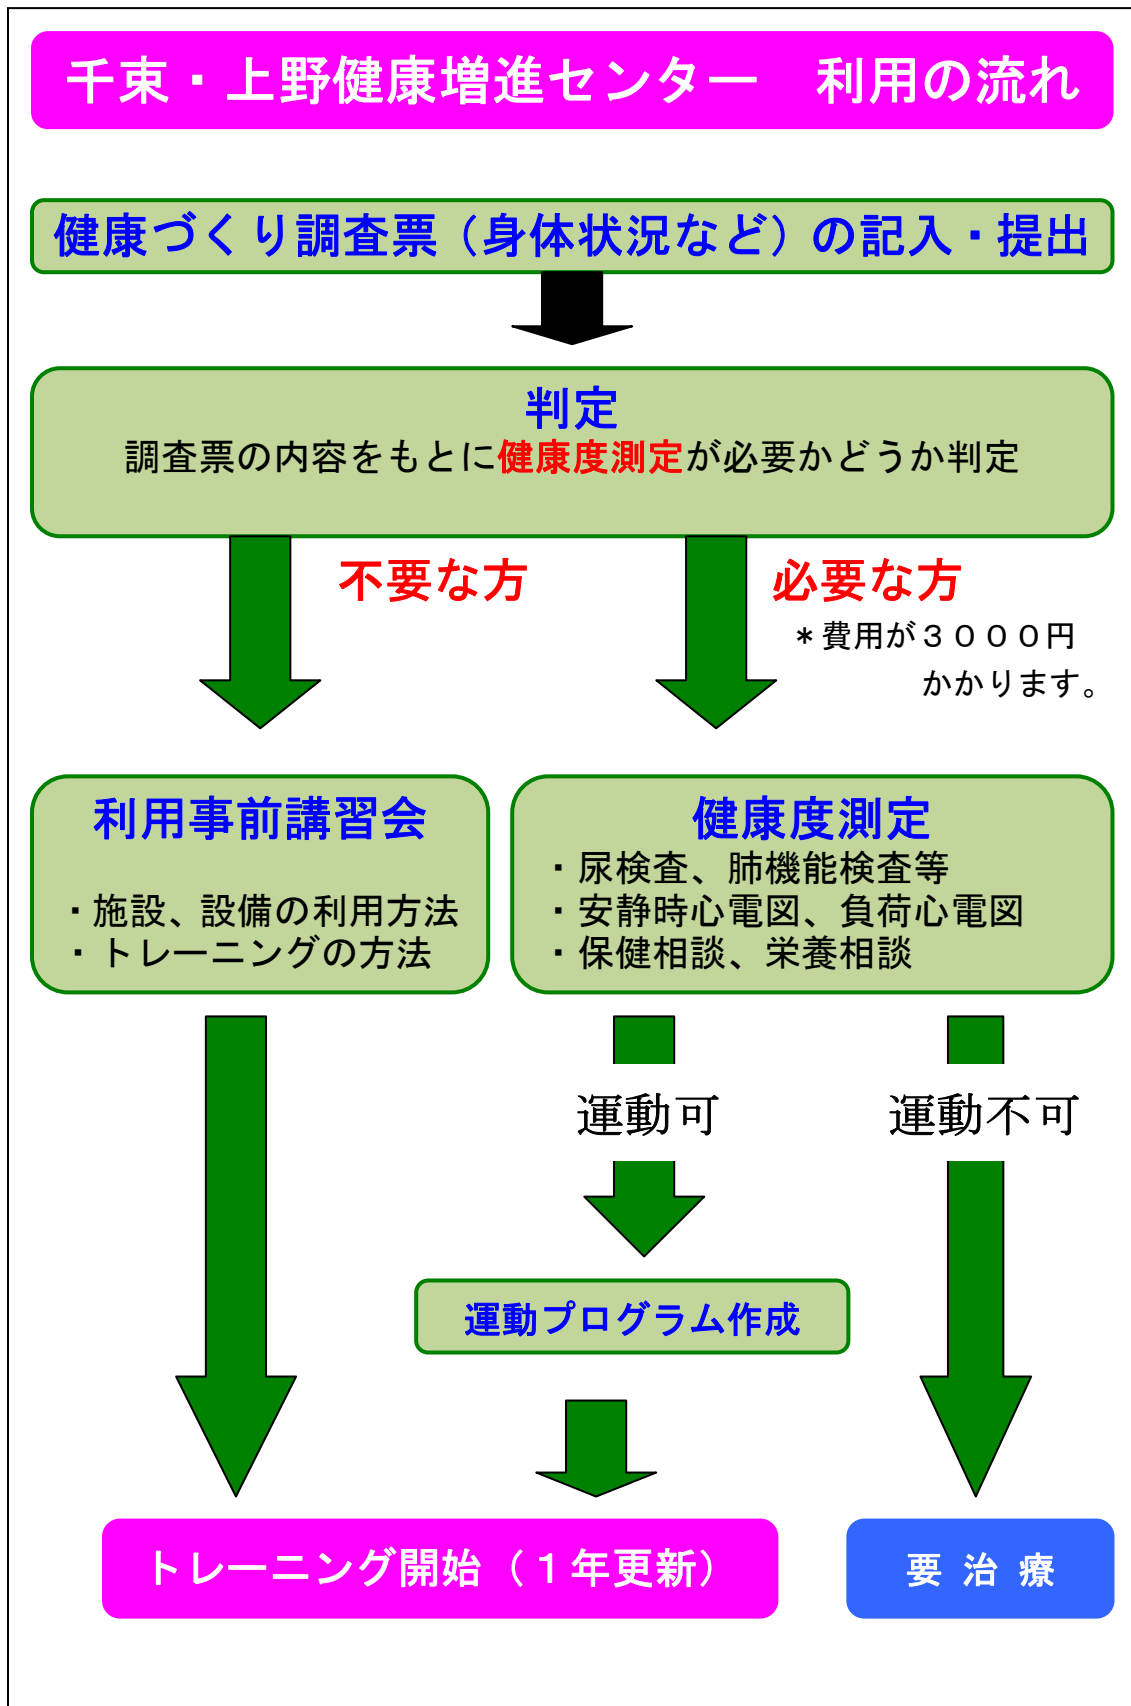 千束・上野健康増進センター　利用の流れ
健康づくり調査票（身体状況など）の記入・提出
判定
調査票の内容をもとに健康度測定が必要かどうか判定
不要な方
必要な方
＊費用が３０００円
かかります。
利用事前講習会
・施設、設備の利用方法
・トレーニングの方法
健康度測定
・尿検査、肺機能検査等
・安静時心電図、負荷心電図
・保健相談、栄養相談
運動可
運動不可
運動プログラム作成
トレーニング開始（１年更新）
要 治 療